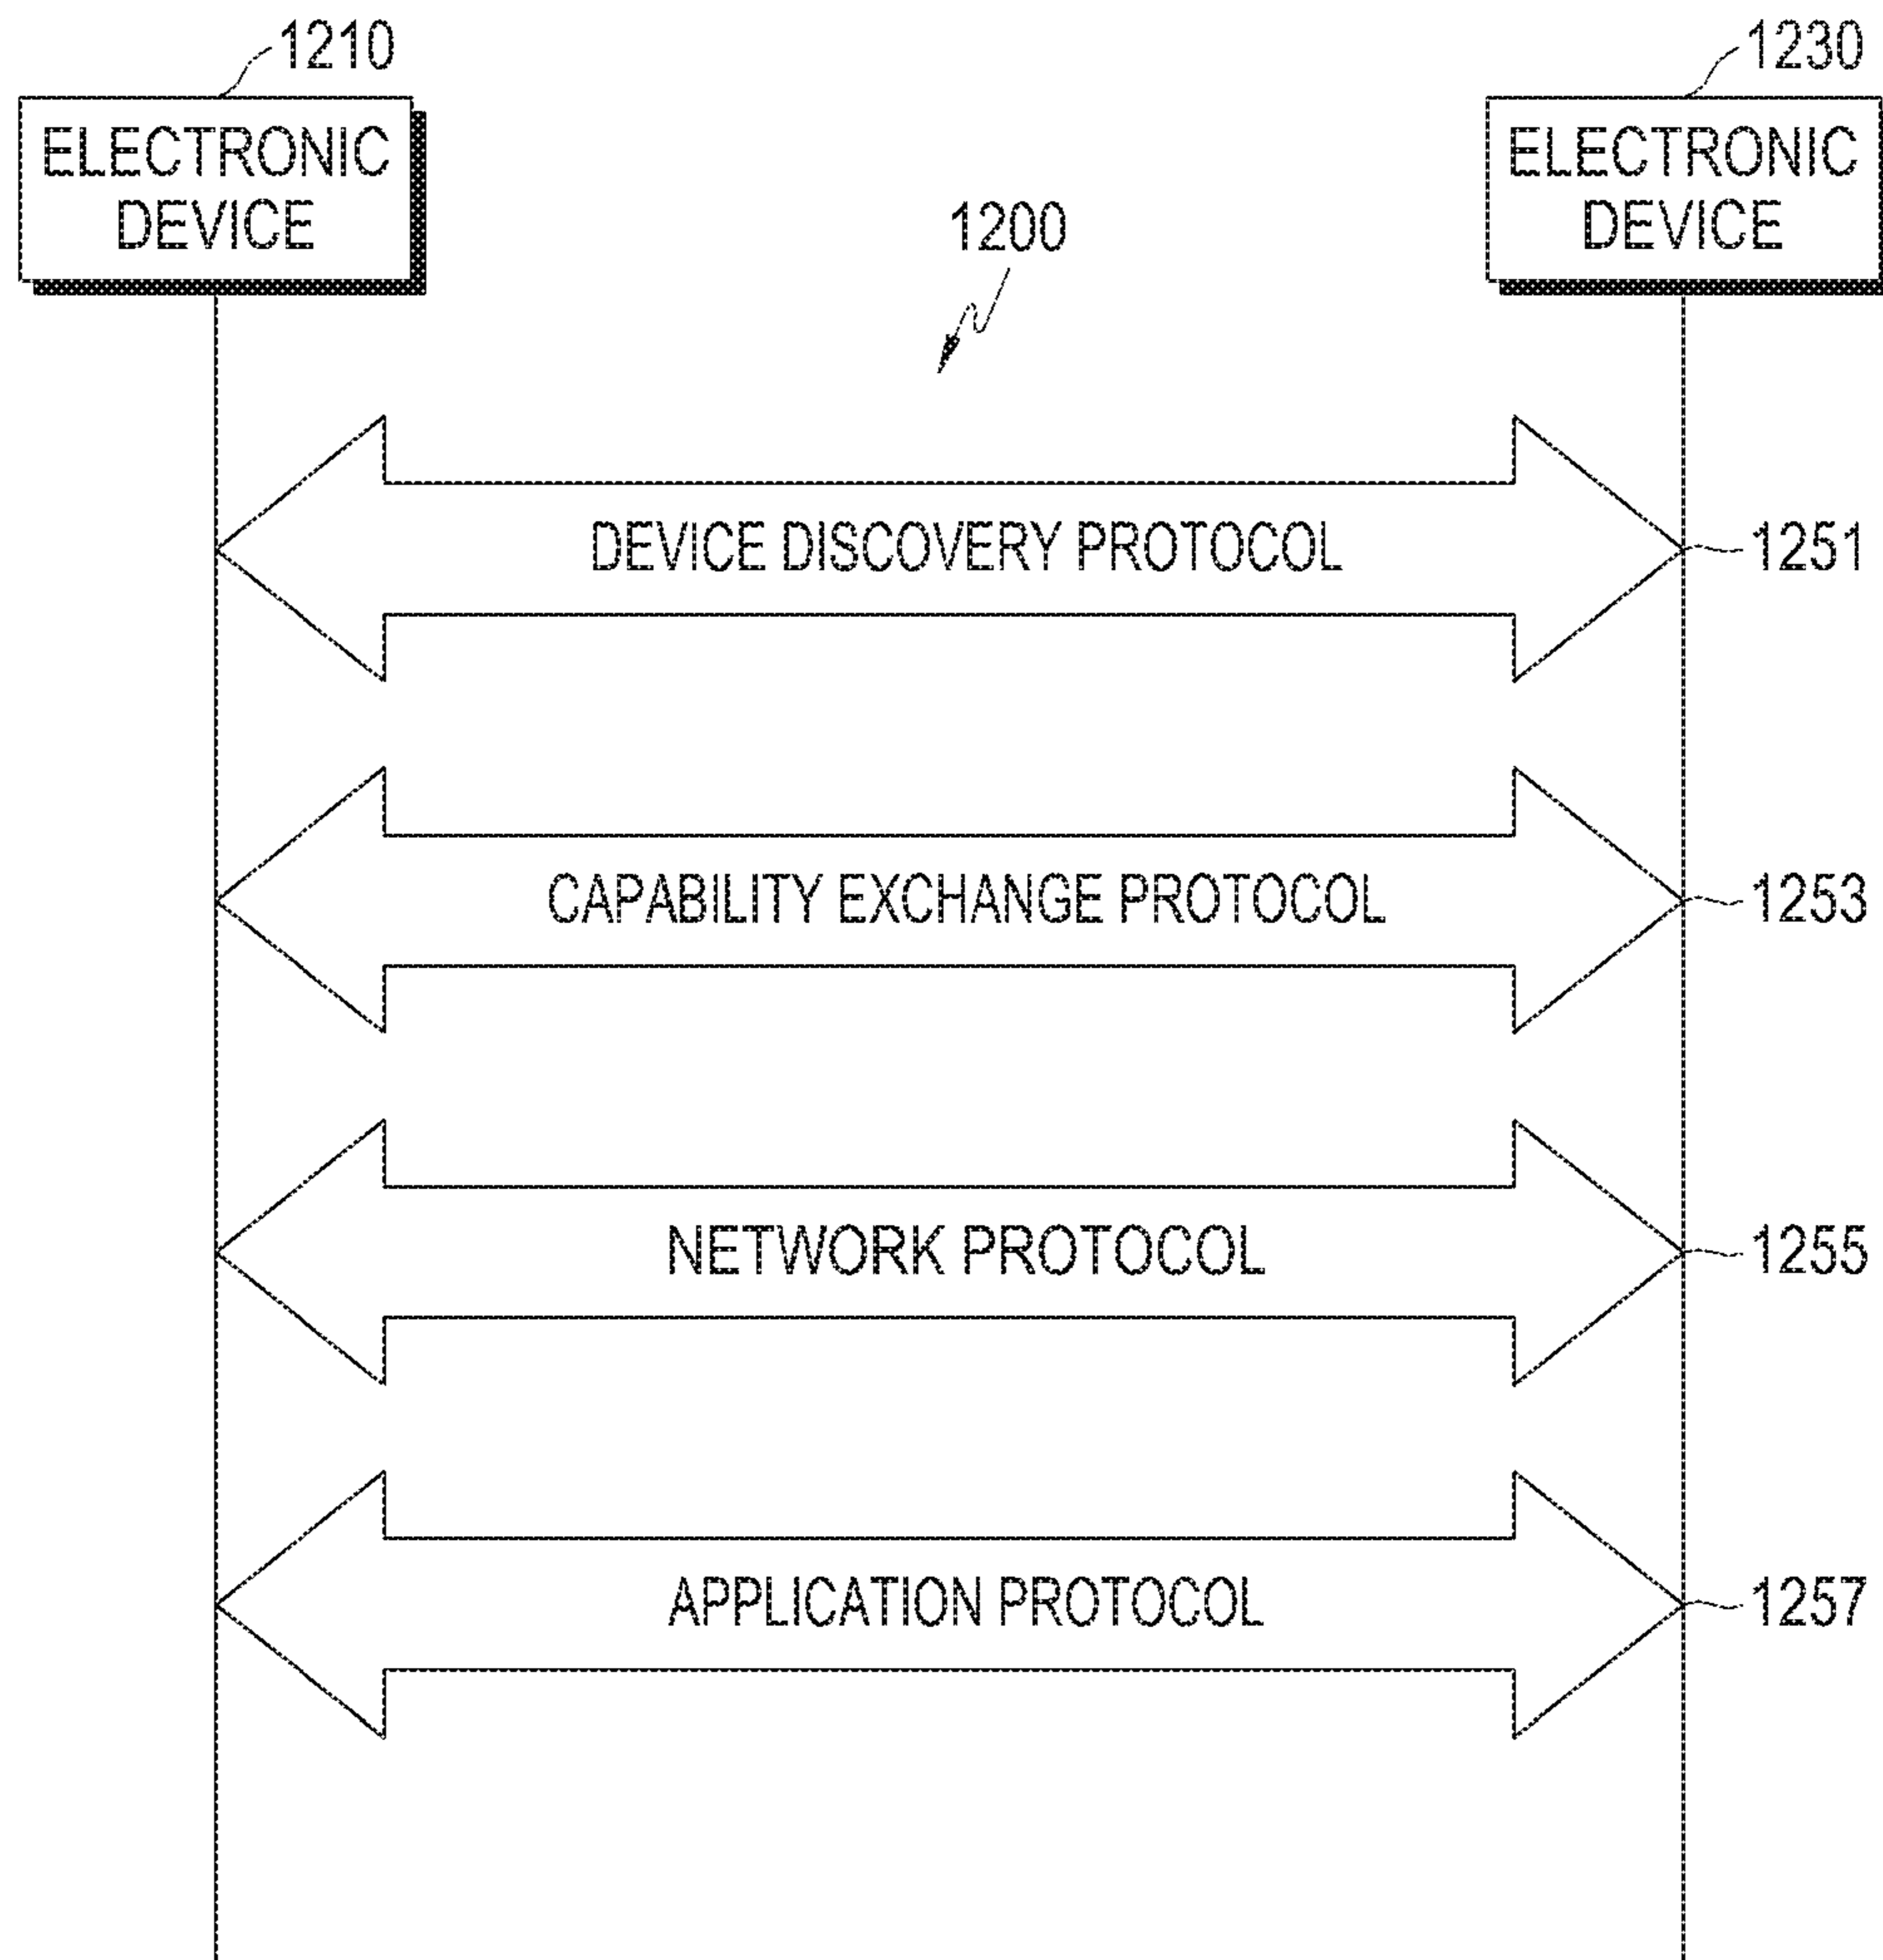 1210
1230
ELECTRONIC
DEVICE
ELECTRONIC
DEVICE
1200
DEVICE DISCOVERY PROTOCOL
1251
CAPABILITY EXCHANGE PROTOCOL
1253
NETWORK PROTOCOL
1255
APPLICATION PROTOCOL
1257